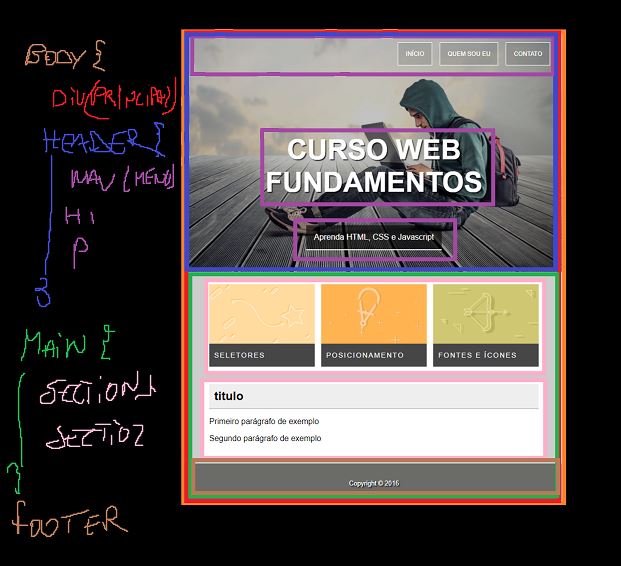 BODY {
DIV(PRINCIPAL)
HEADER {
NAV (MENU)
H1
P
}
MAIN {
SECTION1
SECTIO2
}
FOOTER
INÍCIO
QUEM SOU EU
CONTATO
CURSO WEB
FUNDAMENTOS
Aprenda HTML, CSS e Javascript
SELETORES
POSICIONAMENTO
FONTES E ÍCONES
titulo
Primeiro parágrafo de exemplo
Segundo parágrafo de exemplo
Copyright © 2016